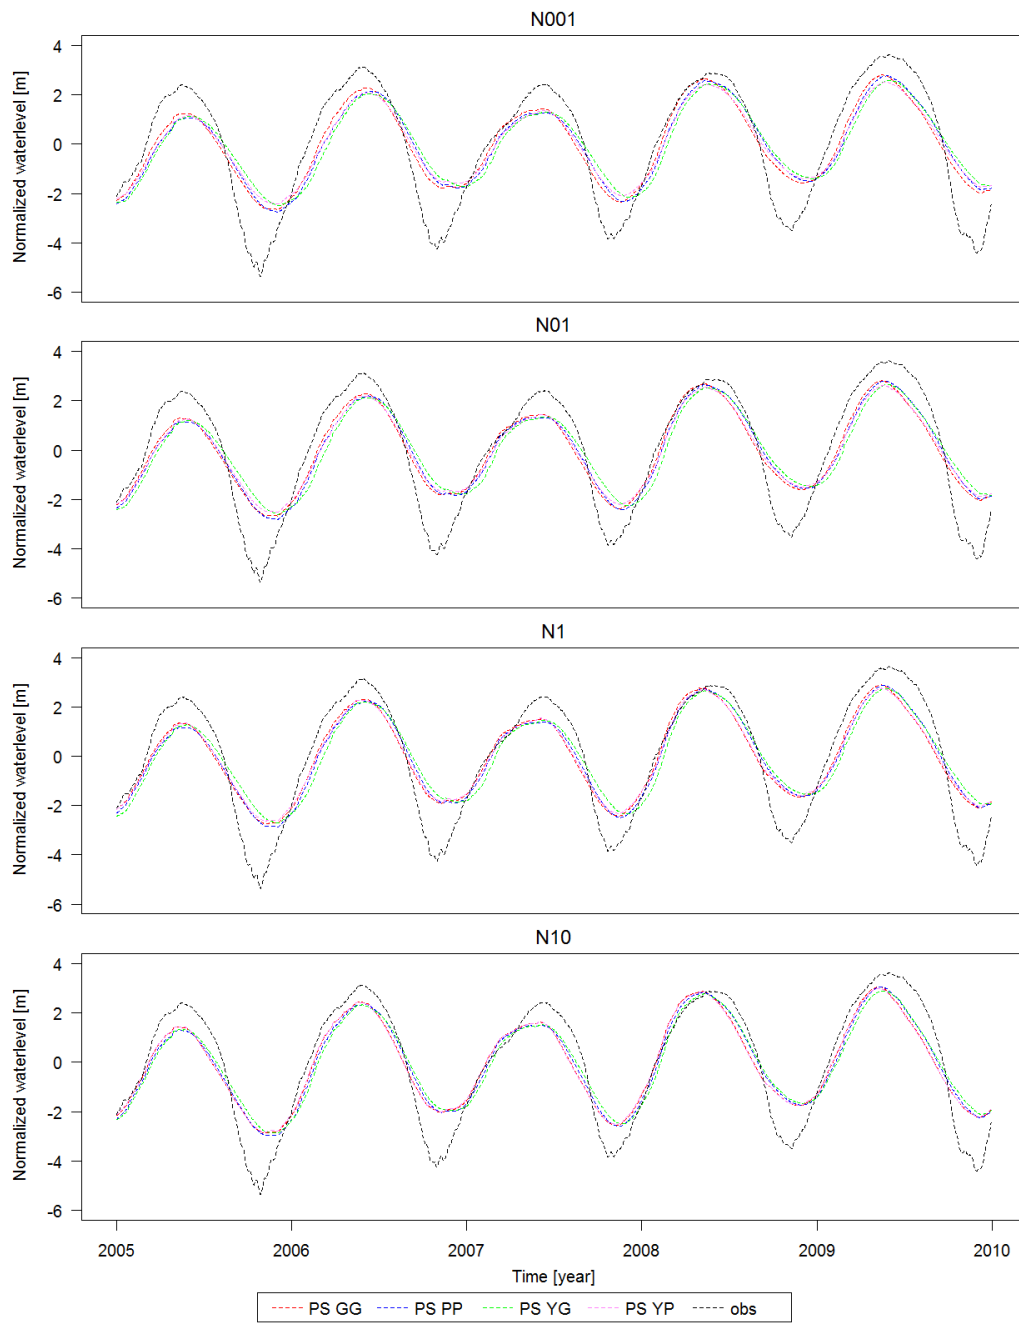 N001
Normalized waterlevel [m]
4
2
0
-2
-4
-6
N01
Normalized waterlevel [m]
4
2
0
-2
-4
-6
N1
Normalized waterlevel [m]
4
2
0
-2
-4
-6
N10
Normalized waterlevel [m]
4
2
0
-2
-4
-6
2005 2006 2007 2008 2009 2010
Time [year]
PS GG PS PP PS YG PS YP obs